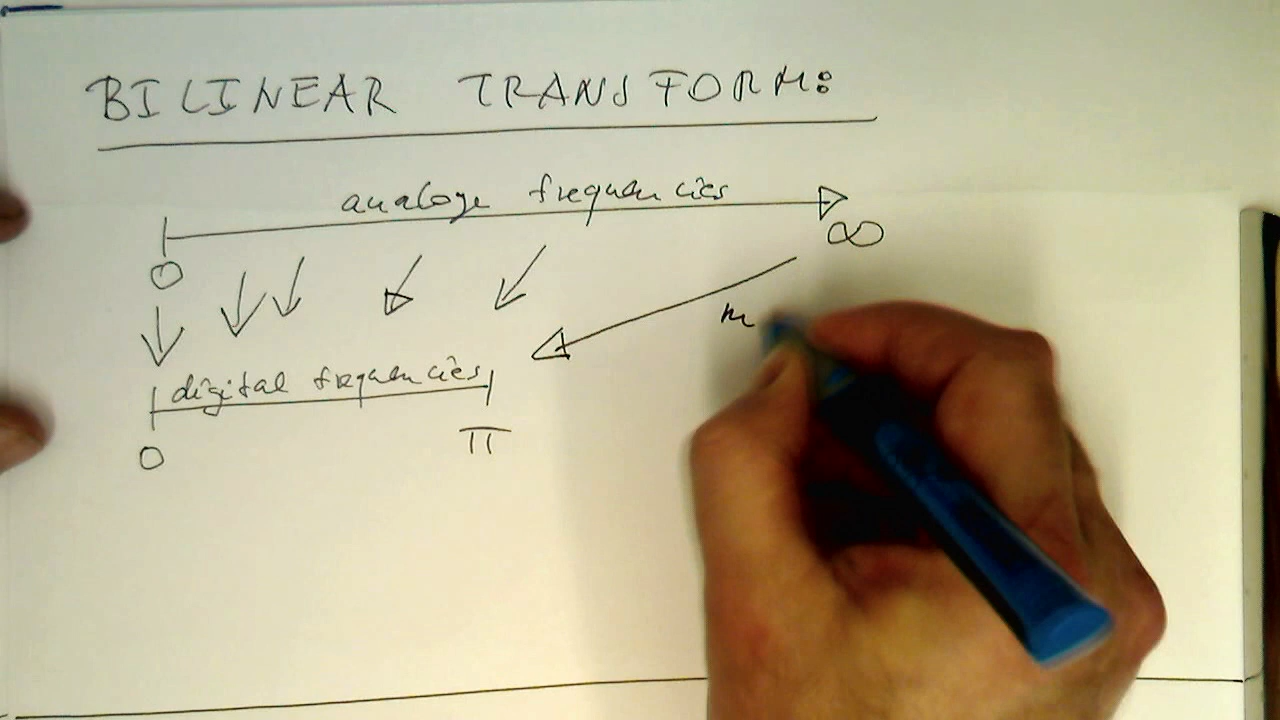 BILINEAR TRANSFORM:
analoge frequencies
0 ∞
digital frequencies
0 π
m